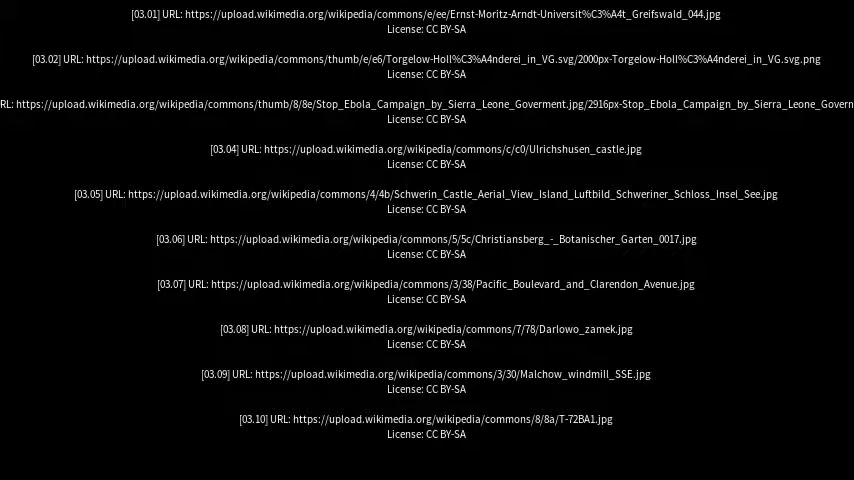 [03.01] URL: https://upload.wikimedia.org/wikipedia/commons/e/ee/Ernst-Moritz-Arndt-Universit%C3%A4t_Greifswald_044.jpg
License: CC BY-SA
[03.02] URL: https://upload.wikimedia.org/wikipedia/commons/thumb/e/e6/Torgelow-Holl%C3%A4nderei_in_VG.svg/2000px-Torgelow-Holl%C3%A4nderei_in_VG.svg.png
License: CC BY-SA
RL: https://upload.wikimedia.org/wikipedia/commons/thumb/8/8e/Stop_Ebola_Campaign_by_Sierra_Leone_Goverment.jpg/2916px-Stop_Ebola_Campaign_by_Sierra_Leone_Govern
License: CC BY-SA
[03.04] URL: https://upload.wikimedia.org/wikipedia/commons/c/c0/Ulrichshusen_castle.jpg
License: CC BY-SA
[03.05] URL: https://upload.wikimedia.org/wikipedia/commons/4/4b/Schwerin_Castle_Aerial_View_Island_Luftbild_Schweriner_Schloss_Insel_See.jpg
License: CC BY-SA
[03.06] URL: https://upload.wikimedia.org/wikipedia/commons/5/5c/Christiansberg_-_Botanischer_Garten_0017.jpg
License: CC BY-SA
[03.07] URL: https://upload.wikimedia.org/wikipedia/commons/3/38/Pacific_Boulevard_and_Clarendon_Avenue.jpg
License: CC BY-SA
[03.08] URL: https://upload.wikimedia.org/wikipedia/commons/7/78/Darlowo_zamek.jpg
License: CC BY-SA
[03.09] URL: https://upload.wikimedia.org/wikipedia/commons/3/30/Malchow_windmill_SSE.jpg
License: CC BY-SA
[03.10] URL: https://upload.wikimedia.org/wikipedia/commons/8/8a/T-72BA1.jpg
License: CC BY-SA